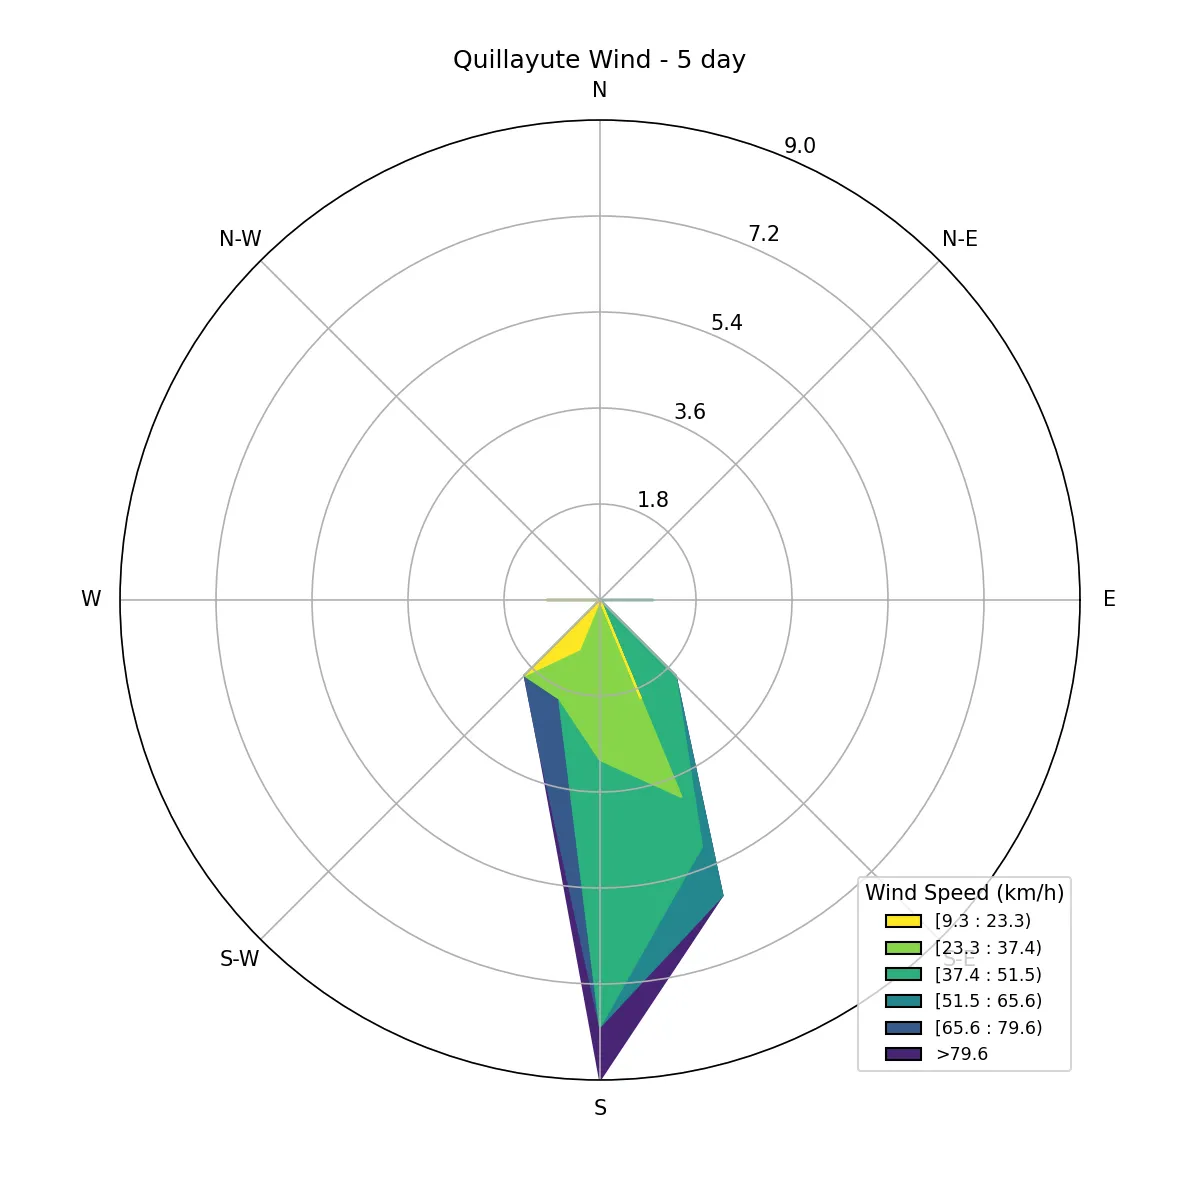 Quillayute Wind - 5 day
N
9.0
N-W
N-E
7.2
5.4
3.6
1.8
W
E
Wind Speed (km/h)
[9.3 : 23.3)
[23.3 : 37.4)
S-W
S-E
[37.4 : 51.5)
[51.5 : 65.6)
[65.6 : 79.6)
>79.6
S